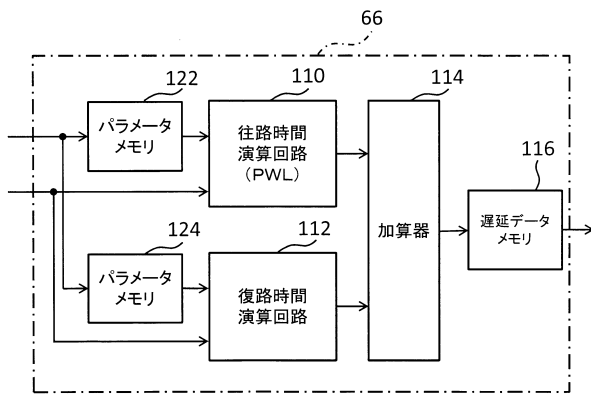 66
122
110
114
パラメータ
メモリ
往路時間
演算回路
(PWL)
116
加算器
遅延データ
メモリ
124
112
パラメータ
メモリ
復路時間
演算回路